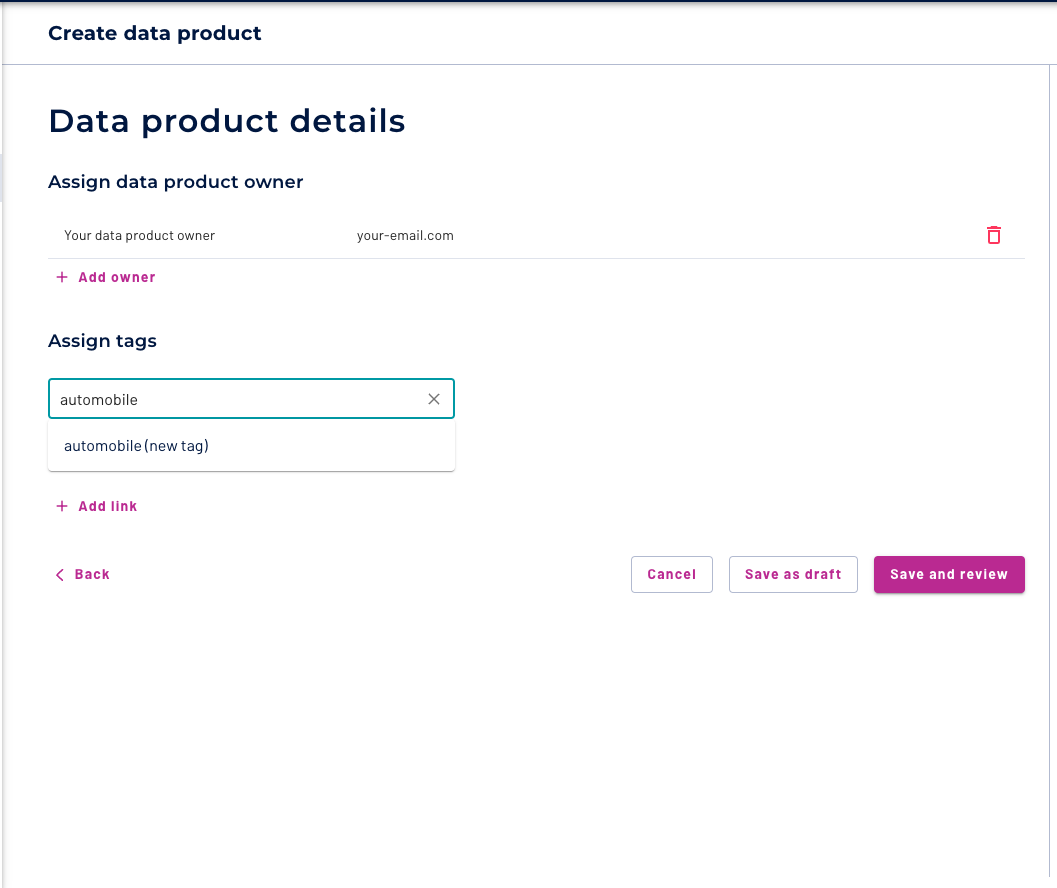 Create data product
Data product details
Assign data product owner
Your data product owner your-email.com
Add owner
Assign tags
automobile
automobile (new tag)
Add link
Back Cancel Save as draft Save and review